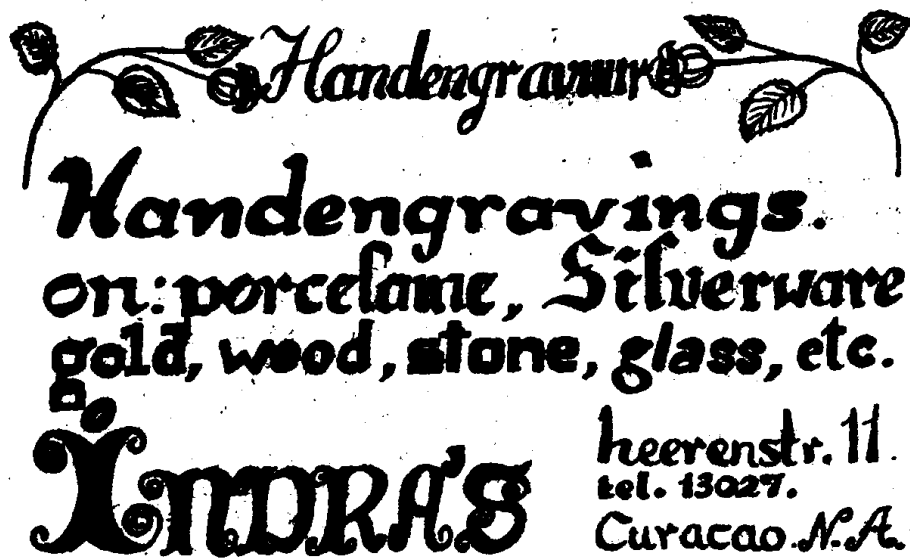 Handengravure
Handengravings.
on: porcelaine, Silverware
gold, wood, stone, glass, etc.
INDRA'S
heerenstr. 11.
tel. 13027.
Curacao. N.A.